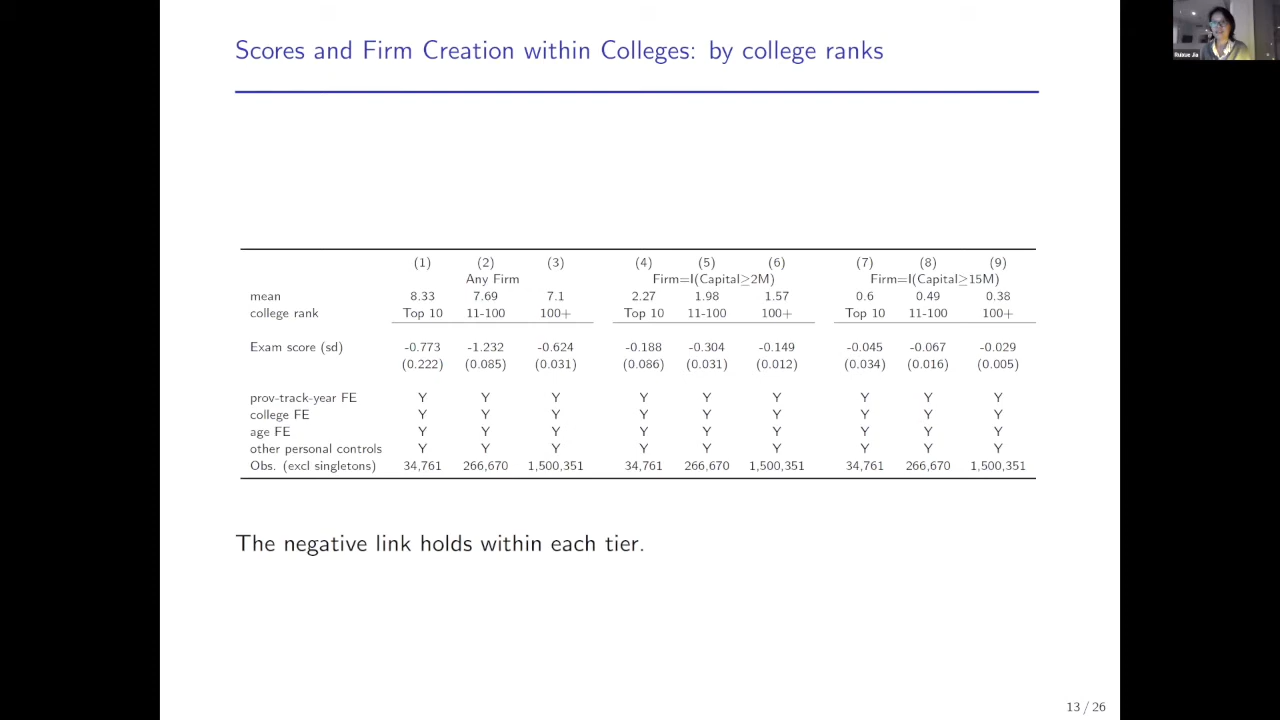 Scores and Firm Creation within Colleges: by college ranks
Ruixue Jia
(1) (2) (3) (4) (5) (6) (7) (8) (9)
Any Firm Firm=I(Capital≥2M) Firm=I(Capital≥15M)
mean 8.33 7.69 7.1 2.27 1.98 1.57 0.6 0.49 0.38
college rank Top 10 11-100 100+ Top 10 11-100 100+ Top 10 11-100 100+
Exam score (sd) -0.773 -1.232 -0.624 -0.188 -0.304 -0.149 -0.045 -0.067 -0.029
(0.222) (0.085) (0.031) (0.086) (0.031) (0.012) (0.034) (0.016) (0.005)
prov-track-year FE Y Y Y Y Y Y Y Y Y
college FE Y Y Y Y Y Y Y Y Y
age FE Y Y Y Y Y Y Y Y Y
other personal controls Y Y Y Y Y Y Y Y Y
Obs. (excl singletons) 34,761 266,670 1,500,351 34,761 266,670 1,500,351 34,761 266,670 1,500,351
The negative link holds within each tier.
13 / 26